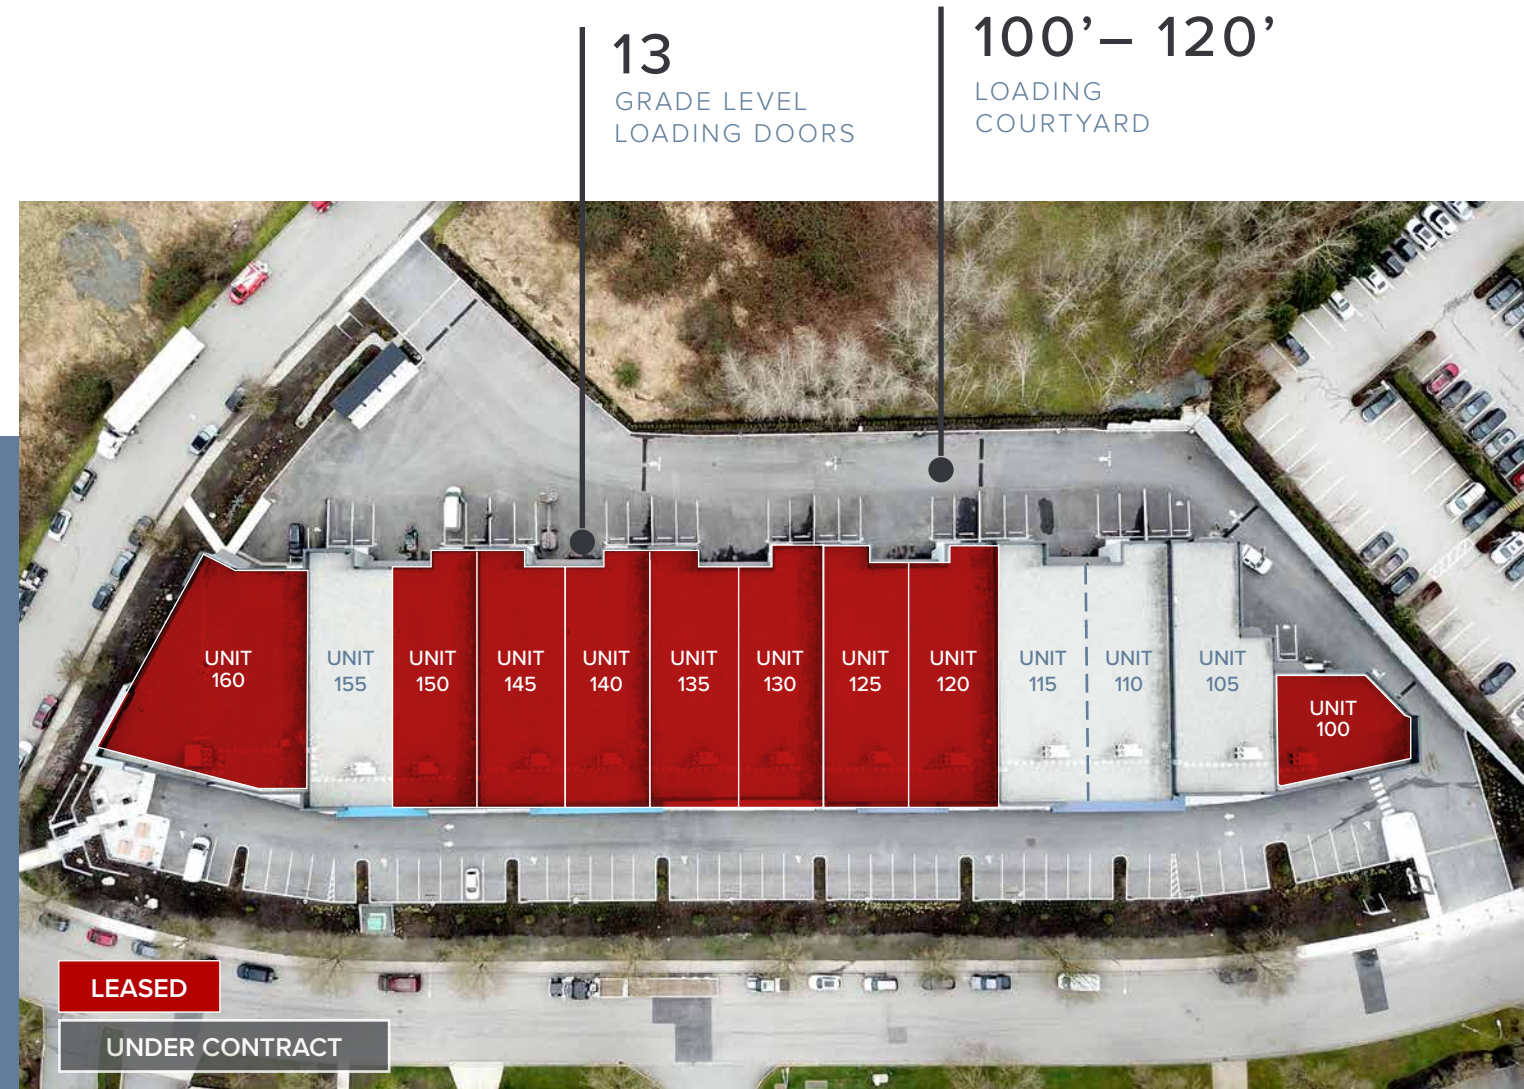 13
GRADE LEVEL
LOADING DOORS
100’– 120’
LOADING
COURTYARD
UNIT
160
UNIT
155
UNIT
150
UNIT
145
UNIT
140
UNIT
135
UNIT
130
UNIT
125
UNIT
120
UNIT
115
UNIT
110
UNIT
105
UNIT
100
LEASED
UNDER CONTRACT